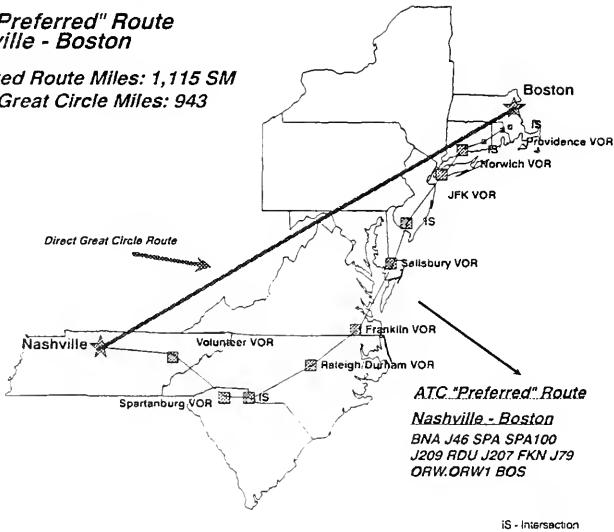 Preferred" Route
ville - Boston
ed Route Miles: 1,115 SM
Great Circle Miles: 943
Boston
IS
Providence VOR
IS
Norwich VOR
JFK VOR
IS
Direct Great Circle Route
Salisbury VOR
Franklin VOR
Nashville
Volunteer VOR
Raleigh/Durham VOR
Spartanburg VOR
IS
ATC "Preferred" Route
Nashville - Boston
BNA J46 SPA SPA100
J209 RDU J207 FKN J79
ORW.ORW1 BOS
iS - Intersection